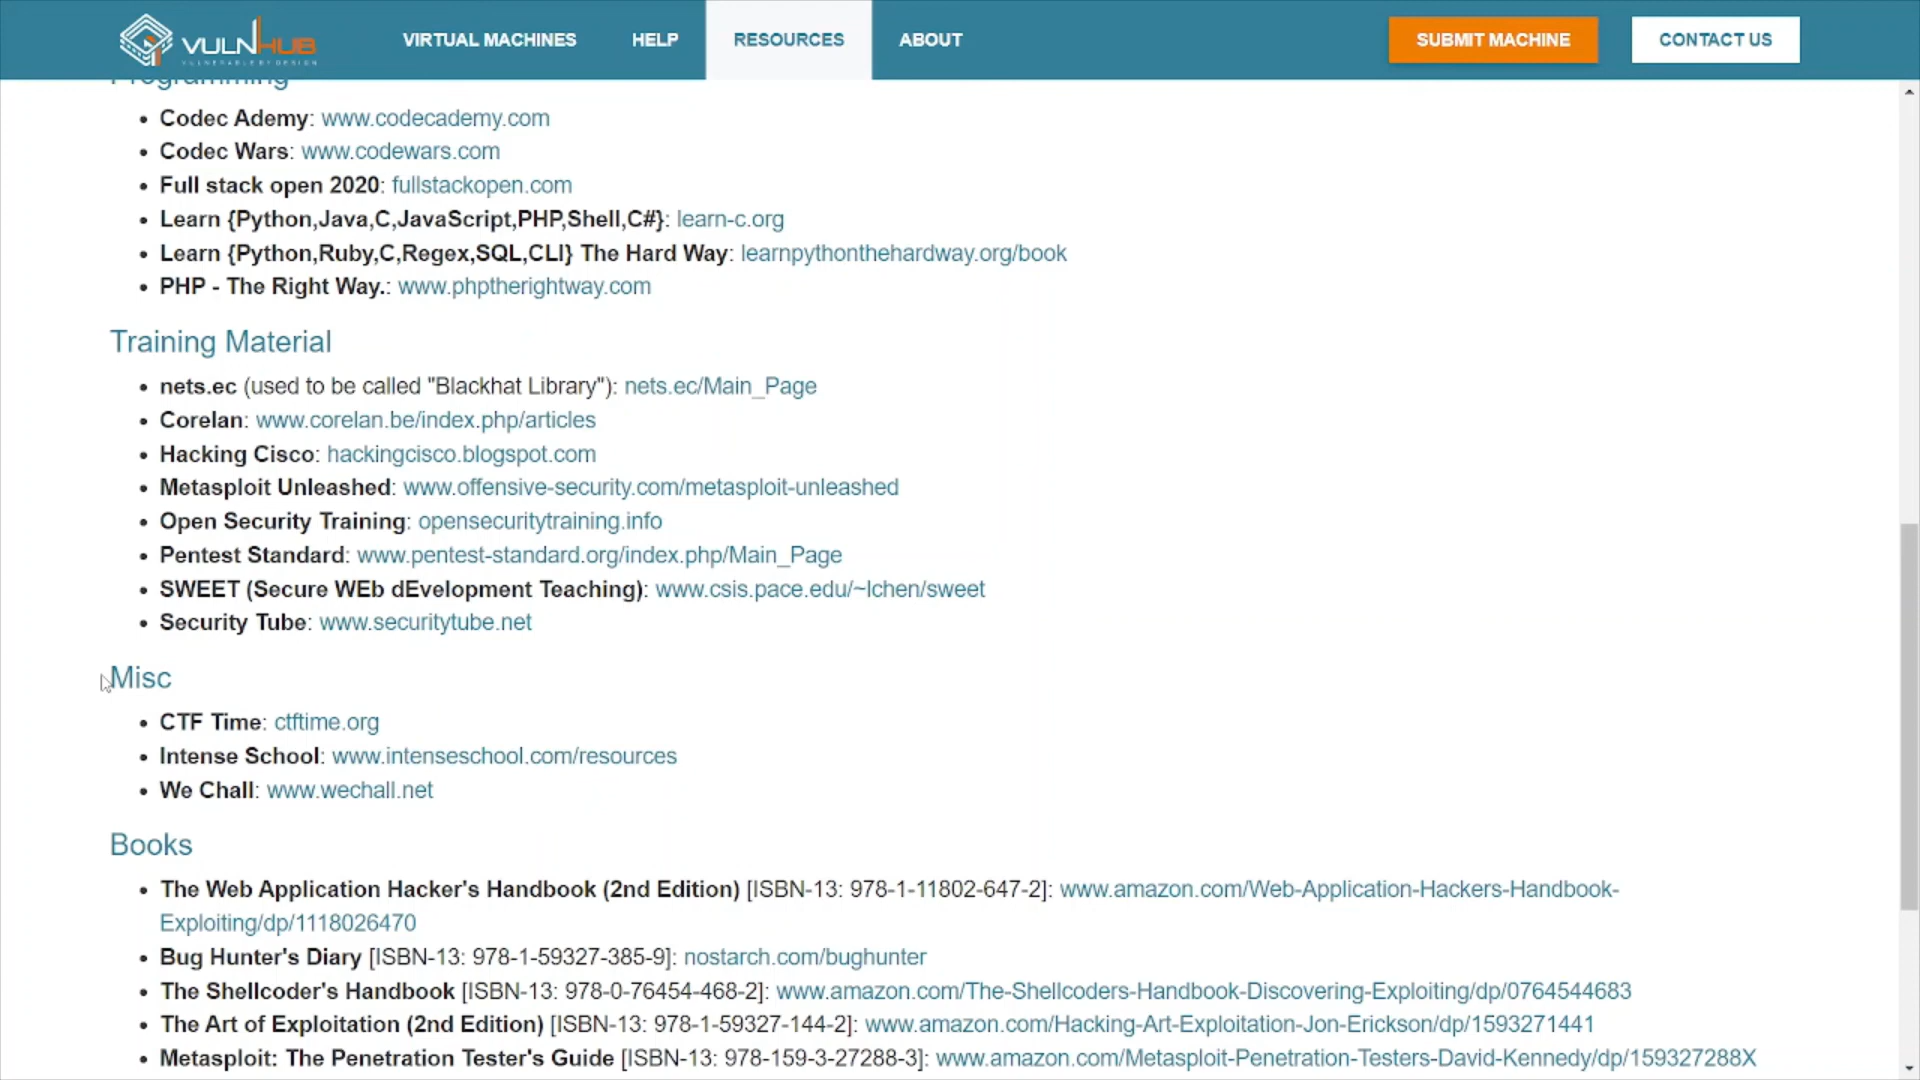 VULNHUB
VULNERABLE BY DESIGN
VIRTUAL MACHINES
HELP
RESOURCES
ABOUT
SUBMIT MACHINE
CONTACT US
Programming
• Codec Ademy: www.codecademy.com
• Codec Wars: www.codewars.com
• Full stack open 2020: fullstackopen.com
• Learn {Python,Java,C,JavaScript,PHP,Shell,C#}: learn-c.org
• Learn {Python,Ruby,C,Regex,SQL,CLI} The Hard Way: learnpythonthehardway.org/book
• PHP - The Right Way.: www.phptherightway.com
Training Material
• nets.ec (used to be called "Blackhat Library"): nets.ec/Main_Page
• Corelan: www.corelan.be/index.php/articles
• Hacking Cisco: hackingcisco.blogspot.com
• Metasploit Unleashed: www.offensive-security.com/metasploit-unleashed
• Open Security Training: opensecuritytraining.info
• Pentest Standard: www.pentest-standard.org/index.php/Main_Page
• SWEET (Secure WEb dEvelopment Teaching): www.csis.pace.edu/~lchen/sweet
• Security Tube: www.securitytube.net
Misc
• CTF Time: ctftime.org
• Intense School: www.intenseschool.com/resources
• We Chall: www.wechall.net
Books
• The Web Application Hacker's Handbook (2nd Edition) [ISBN-13: 978-1-11802-647-2]: www.amazon.com/Web-Application-Hackers-Handbook-
Exploiting/dp/1118026470
• Bug Hunter's Diary [ISBN-13: 978-1-59327-385-9]: nostarch.com/bughunter
• The Shellcoder's Handbook [ISBN-13: 978-0-76454-468-2]: www.amazon.com/The-Shellcoders-Handbook-Discovering-Exploiting/dp/0764544683
• The Art of Exploitation (2nd Edition) [ISBN-13: 978-1-59327-144-2]: www.amazon.com/Hacking-Art-Exploitation-Jon-Erickson/dp/1593271441
• Metasploit: The Penetration Tester's Guide [ISBN-13: 978-159-3-27288-3]: www.amazon.com/Metasploit-Penetration-Testers-David-Kennedy/dp/159327288X